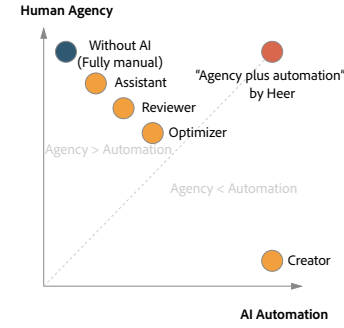 Human Agency
Without AI
(Fully manual)
"Agency plus automation"
by Heer
Assistant
Reviewer
Optimizer
Agency > Automation
Agency < Automation
Creator
AI Automation